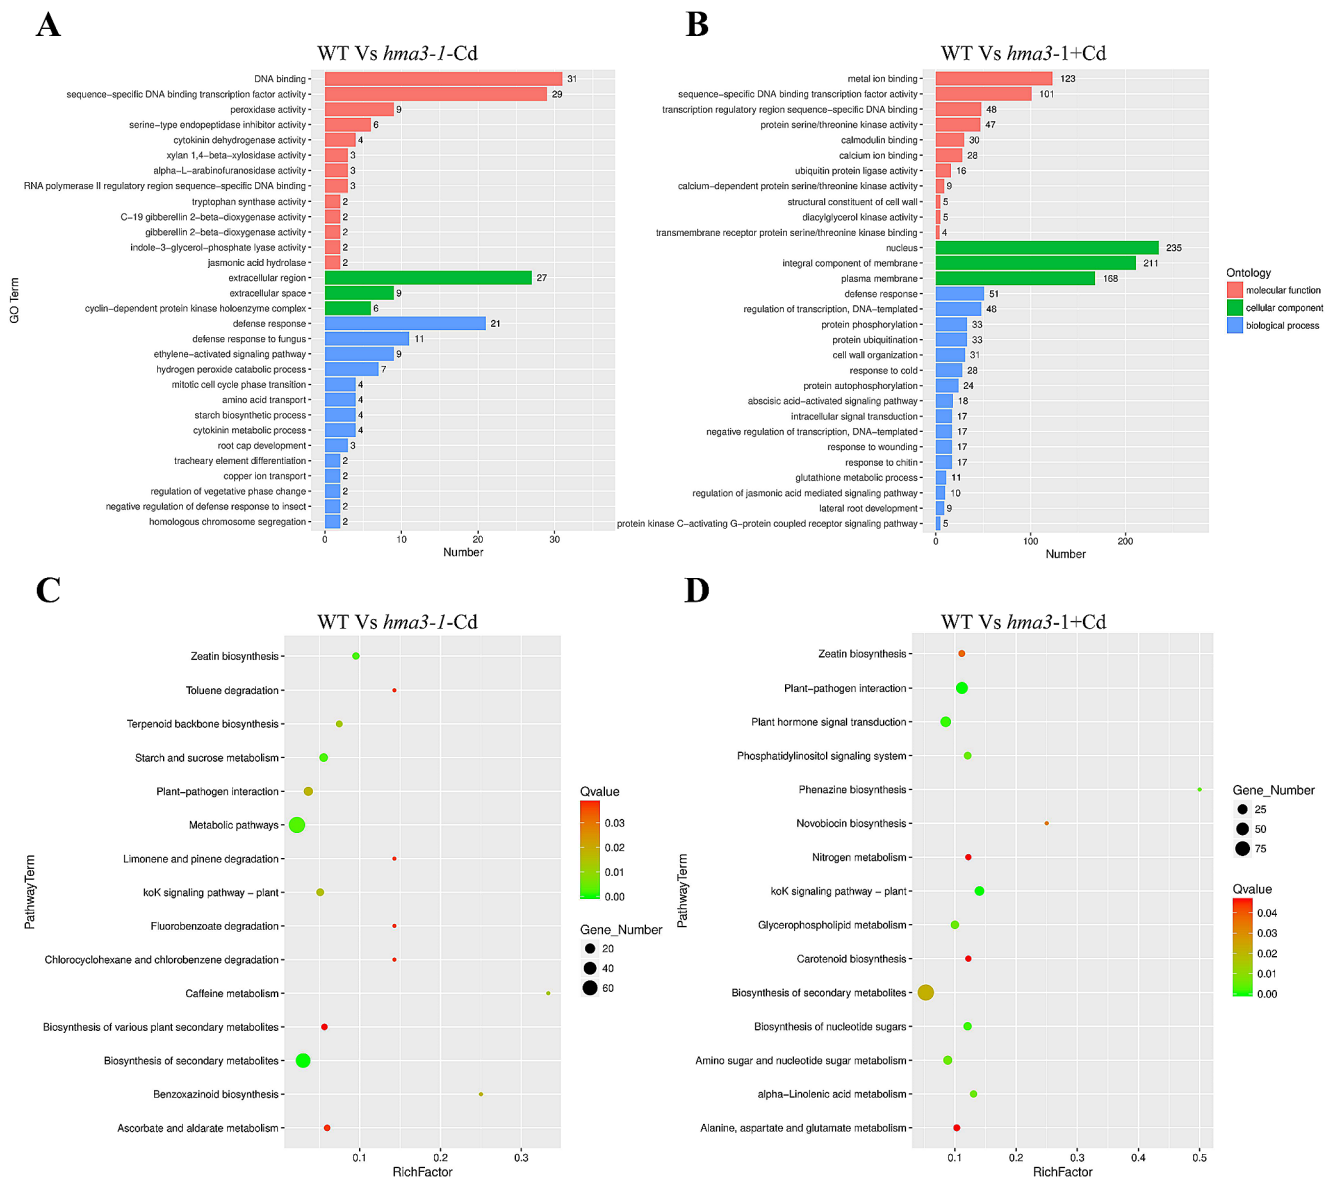 A
WT Vs hma3-1-Cd
GO Term
DNA binding 31
sequence−specific DNA binding transcription factor activity 29
peroxidase activity 9
serine−type endopeptidase inhibitor activity 6
cytokinin dehydrogenase activity 4
xylan 1,4−beta−xylosidase activity 3
alpha−L−arabinofuranosidase activity 3
RNA polymerase II regulatory region sequence−specific DNA binding 3
tryptophan synthase activity 2
C−19 gibberellin 2−beta−dioxygenase activity 2
gibberellin 2−beta−dioxygenase activity 2
indole−3−glycerol−phosphate lyase activity 2
jasmonic acid hydrolase 2
extracellular region 27
extracellular space 9
cyclin−dependent protein kinase holoenzyme complex 6
defense response 21
defense response to fungus 11
ethylene−activated signaling pathway 9
hydrogen peroxide catabolic process 7
mitotic cell cycle phase transition 4
amino acid transport 4
starch biosynthetic process 4
cytokinin metabolic process 4
root cap development 3
tracheary element differentiation 2
copper ion transport 2
regulation of vegetative phase change 2
negative regulation of defense response to insect 2
homologous chromosome segregation 2
0 10 20 30
Number
B
WT Vs hma3-1+Cd
metal ion binding 123
sequence−specific DNA binding transcription factor activity 101
transcription regulatory region sequence−specific DNA binding 48
protein serine/threonine kinase activity 47
calmodulin binding 30
calcium ion binding 28
ubiquitin protein ligase activity 16
calcium−dependent protein serine/threonine kinase activity 9
structural constituent of cell wall 5
diacylglycerol kinase activity 5
transmembrane receptor protein serine/threonine kinase binding 4
nucleus 235
integral component of membrane 211
plasma membrane 168
defense response 51
regulation of transcription, DNA−templated 48
protein phosphorylation 33
protein ubiquitination 33
cell wall organization 31
response to cold 28
protein autophosphorylation 24
abscisic acid−activated signaling pathway 18
intracellular signal transduction 17
negative regulation of transcription, DNA−templated 17
response to wounding 17
response to chitin 17
glutathione metabolic process 11
regulation of jasmonic acid mediated signaling pathway 10
lateral root development 9
protein kinase C−activating G−protein coupled receptor signaling pathway 5
0 100 200
Number
Ontology
molecular function
cellular component
biological process
C
WT Vs hma3-1-Cd
PathwayTerm
Zeatin biosynthesis
Toluene degradation
Terpenoid backbone biosynthesis
Starch and sucrose metabolism
Plant−pathogen interaction
Metabolic pathways
Limonene and pinene degradation
koK signaling pathway − plant
Fluorobenzoate degradation
Chlorocyclohexane and chlorobenzene degradation
Caffeine metabolism
Biosynthesis of various plant secondary metabolites
Biosynthesis of secondary metabolites
Benzoxazinoid biosynthesis
Ascorbate and aldarate metabolism
0.1 0.2 0.3
RichFactor
Qvalue
0.03
0.02
0.01
0.00
Gene_Number
20
40
60
D
WT Vs hma3-1+Cd
PathwayTerm
Zeatin biosynthesis
Plant−pathogen interaction
Plant hormone signal transduction
Phosphatidylinositol signaling system
Phenazine biosynthesis
Novobiocin biosynthesis
Nitrogen metabolism
koK signaling pathway − plant
Glycerophospholipid metabolism
Carotenoid biosynthesis
Biosynthesis of secondary metabolites
Biosynthesis of nucleotide sugars
Amino sugar and nucleotide sugar metabolism
alpha−Linolenic acid metabolism
Alanine, aspartate and glutamate metabolism
0.1 0.2 0.3 0.4 0.5
RichFactor
Gene_Number
25
50
75
Qvalue
0.04
0.03
0.02
0.01
0.00